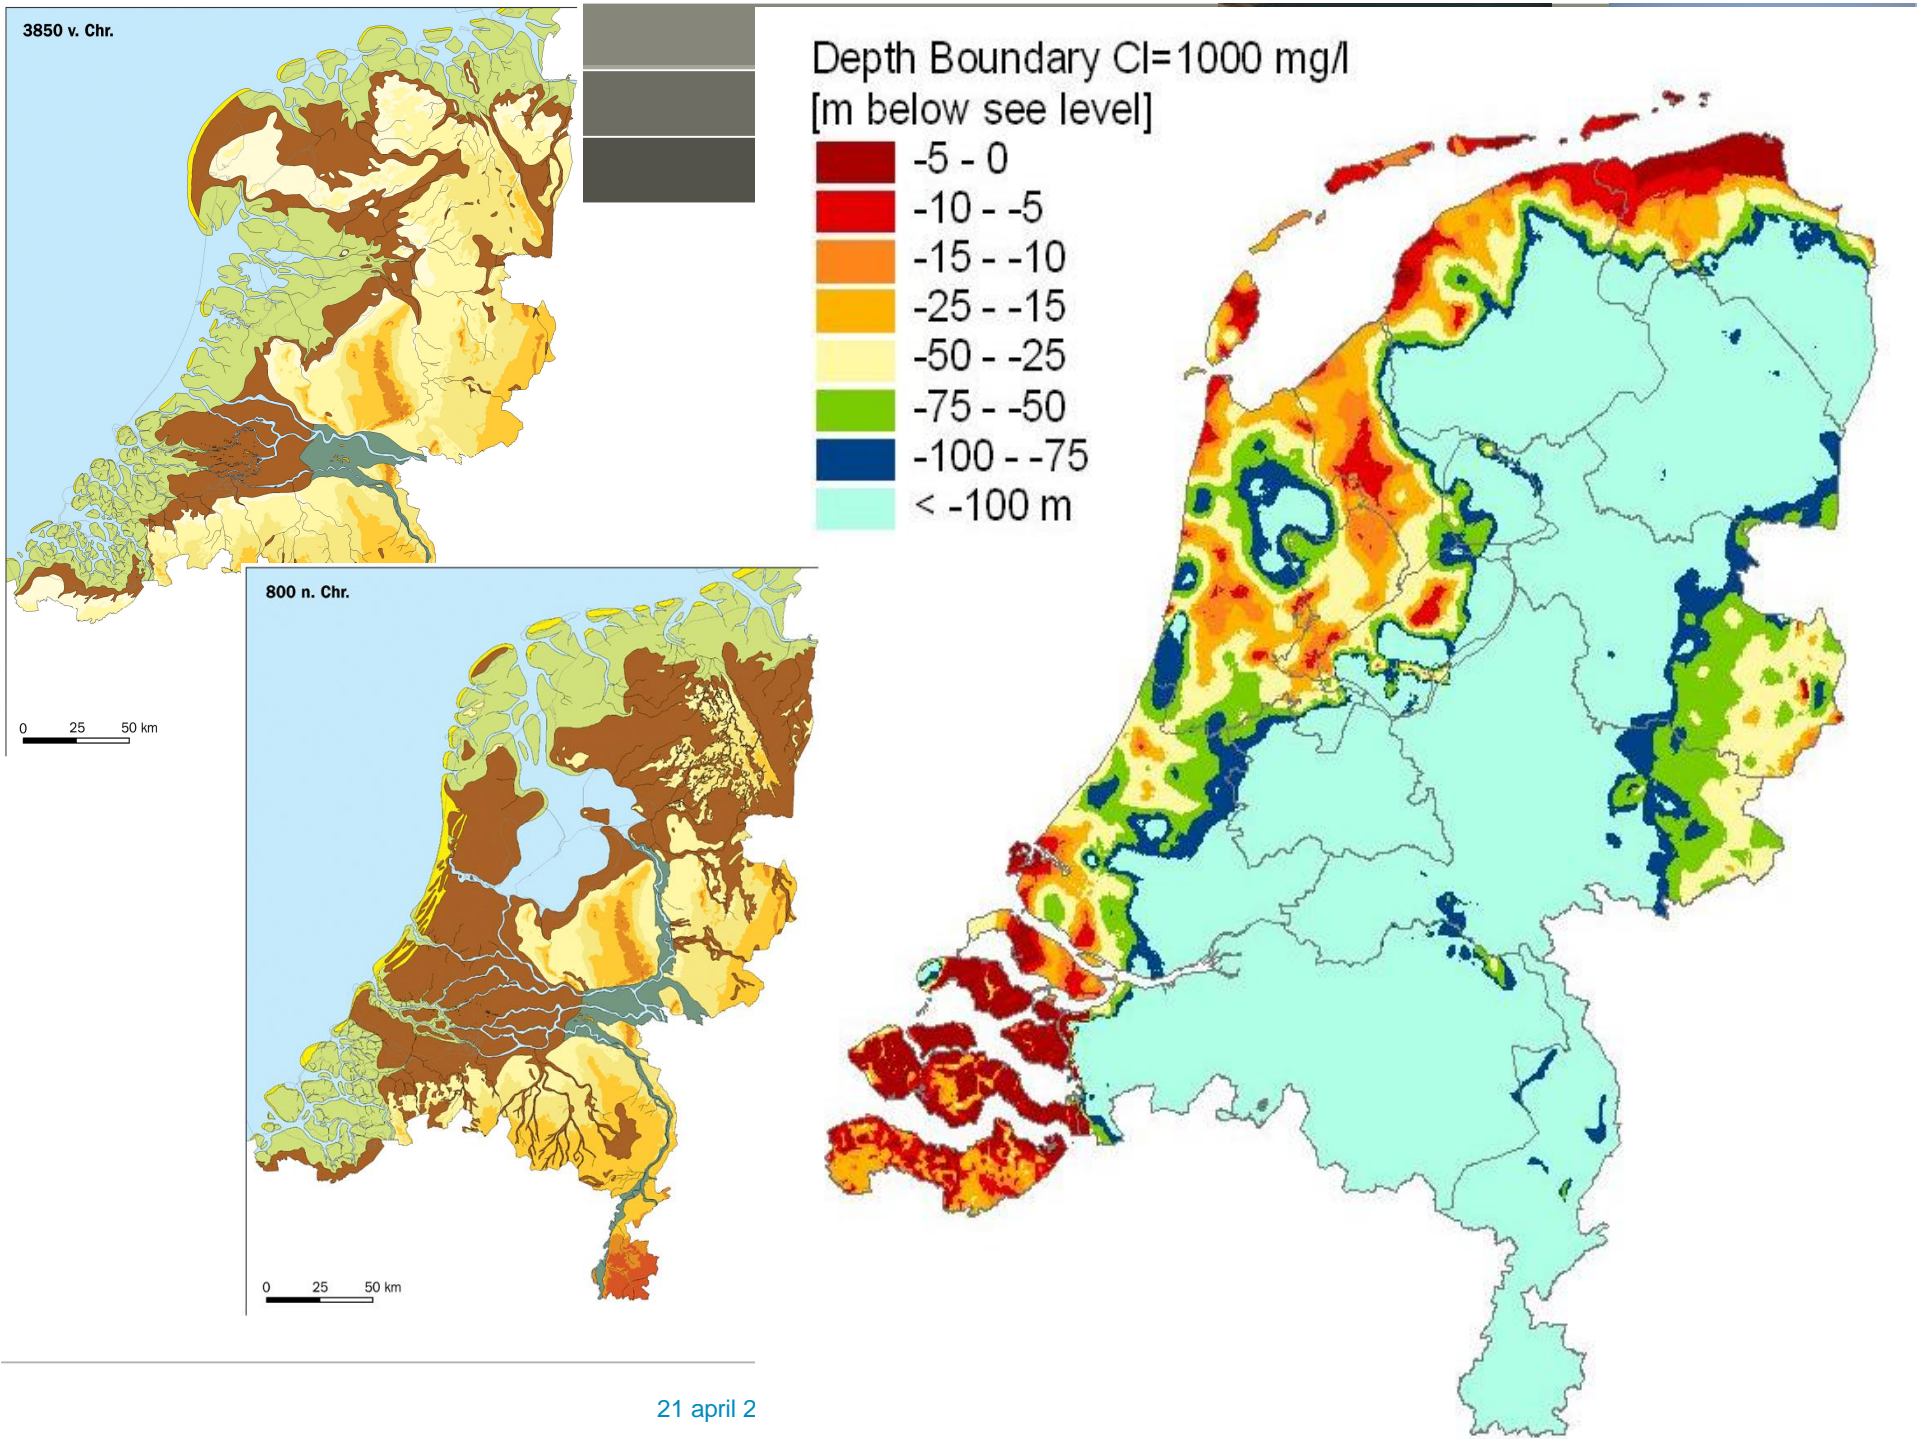 3850 v. Chr.
0 25 50 km
800 n. Chr.
0 25 50 km
Depth Boundary Cl=1000 mg/l
[m below see level]
-5 - 0
-10 - -5
-15 - -10
-25 - -15
-50 - -25
-75 - -50
-100 - -75
< -100 m
21 april 2